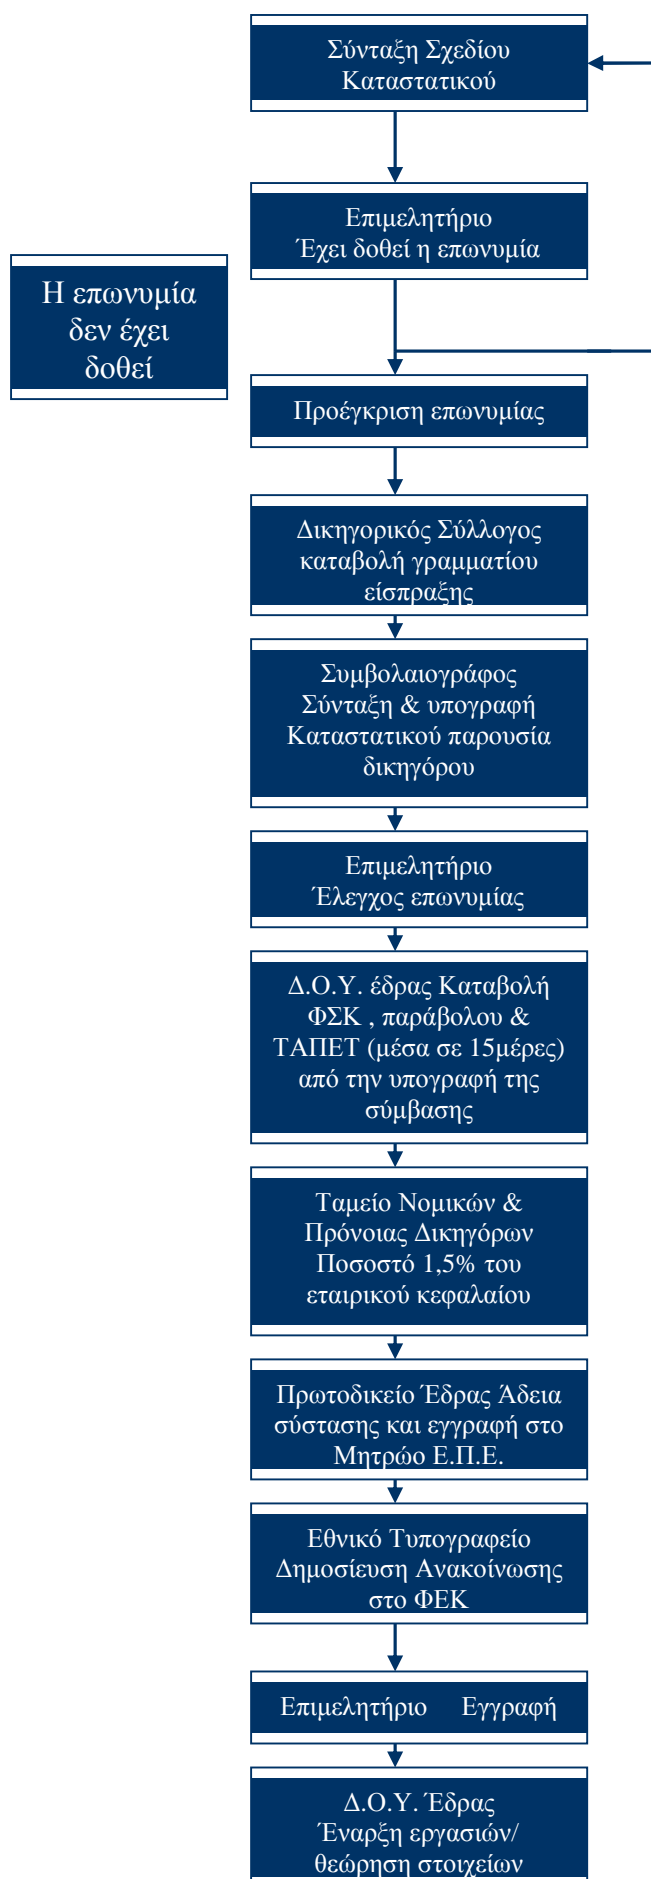 Σύνταξη Σχεδίου
Καταστατικού
Επιμελητήριο
Έχει δοθεί η επωνυμία
Η επωνυμία
δεν έχει
δοθεί
Προέγκριση επωνυμίας
Δικηγορικός Σύλλογος
καταβολή γραμματίου
είσπραξης
Συμβολαιογράφος
Σύνταξη & υπογραφή
Καταστατικού παρουσία
δικηγόρου
Επιμελητήριο
Έλεγχος επωνυμίας
Δ.Ο.Υ. έδρας Καταβολή
ΦΣΚ , παράβολου &
ΤΑΠΕΤ (μέσα σε 15μέρες)
από την υπογραφή της
σύμβασης
Ταμείο Νομικών &
Πρόνοιας Δικηγόρων
Ποσοστό 1,5% του
εταιρικού κεφαλαίου
Πρωτοδικείο Έδρας Άδεια
σύστασης και εγγραφή στο
Μητρώο Ε.Π.Ε.
Εθνικό Τυπογραφείο
Δημοσίευση Ανακοίνωσης
στο ΦΕΚ
Επιμελητήριο Εγγραφή
Δ.Ο.Υ. Έδρας
Έναρξη εργασιών/
θεώρηση στοιχείων